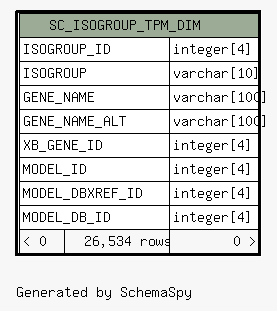 SC_ISOGROUP_TPM_DIM
ISOGROUP_ID integer[4]
ISOGROUP varchar[10]
GENE_NAME varchar[100]
GENE_NAME_ALT varchar[100]
XB_GENE_ID integer[4]
MODEL_ID integer[4]
MODEL_DBXREF_ID integer[4]
MODEL_DB_ID integer[4]
< 0 26,534 rows 0 >
Generated by SchemaSpy